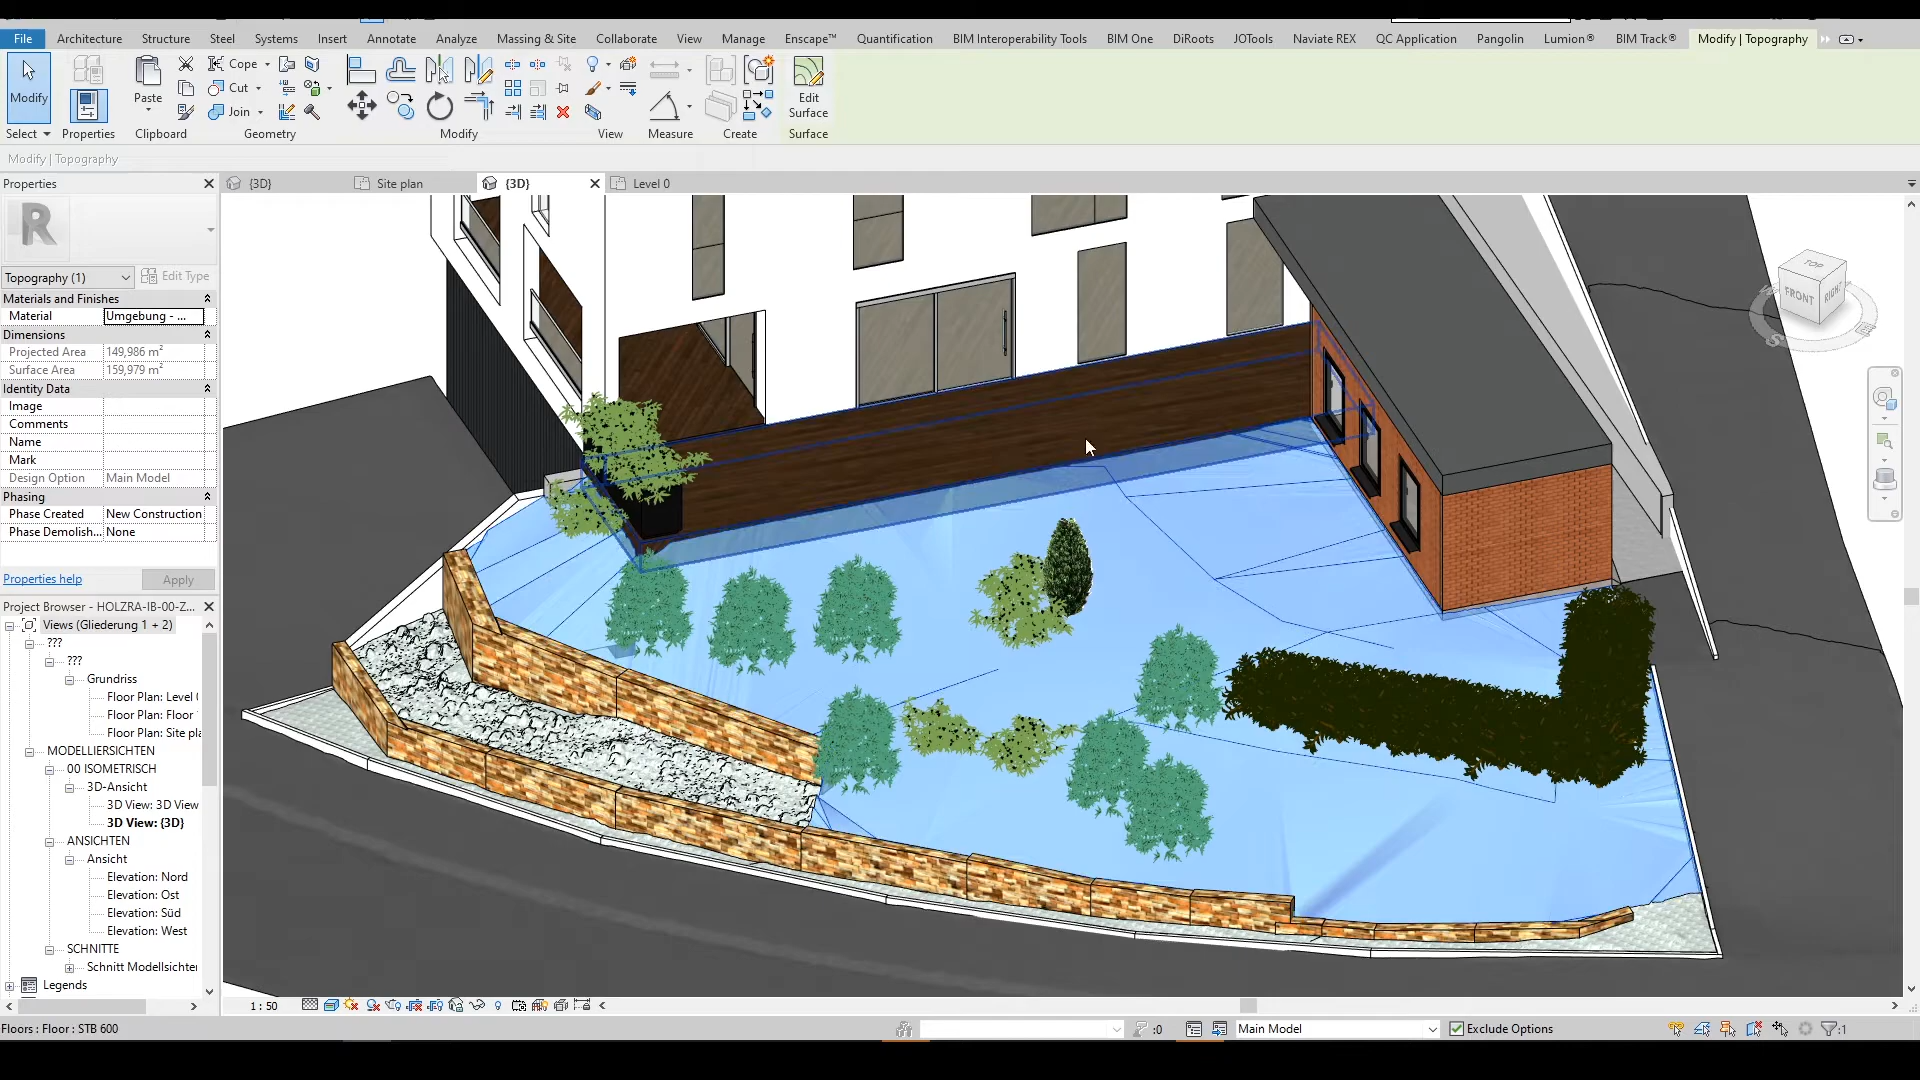 File Architecture Structure Steel Systems Insert Annotate Analyze Massing & Site Collaborate View Manage Enscape™ Quantification BIM Interoperability Tools BIM One DiRoots JOTools Naviate REX QC Application Pangolin Lumion® BIM Track® Modify | Topography
Modify
Paste
Cope
Cut
Join
Edit
Surface
Select Properties Clipboard Geometry Modify View Measure Create Surface
Modify | Topography
Properties
{3D} Site plan {3D} Level 0
R
Topography (1) Edit Type
Materials and Finishes
Material Umgebung - ...
Dimensions
Projected Area 149,986 m²
Surface Area 159,979 m²
Identity Data
Image
Comments
Name
Mark
Design Option Main Model
Phasing
Phase Created New Construction
Phase Demolish... None
Properties help Apply
Project Browser - HOLZRA-IB-00-Z...
Views (Gliederung 1 + 2)
???
???
Grundriss
Floor Plan: Level
Floor Plan: Floor
Floor Plan: Site pla
MODELLIERSICHTEN
00 ISOMETRISCH
3D-Ansicht
3D View: 3D View
3D View: {3D}
ANSICHTEN
Ansicht
Elevation: Nord
Elevation: Ost
Elevation: Süd
Elevation: West
SCHNITTE
Schnitt Modellsichter
Legends
TOP
FRONT
RIGHT
S
E
1 : 50
Floors : Floor : STB 600
:0
Main Model
Exclude Options
:1